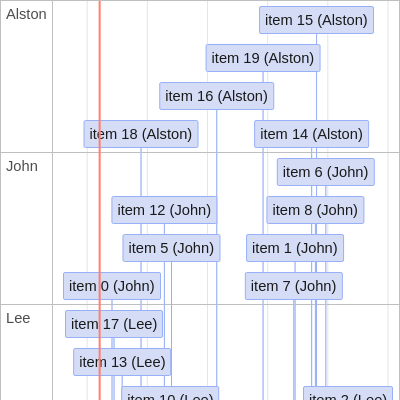 Alston
item 15 (Alston)
item 19 (Alston)
item 16 (Alston)
item 18 (Alston)
item 14 (Alston)
John
item 6 (John)
item 12 (John)
item 8 (John)
item 5 (John)
item 1 (John)
item 0 (John)
item 7 (John)
Lee
item 17 (Lee)
item 13 (Lee)
item 10 (Lee)
item 2 (Lee)